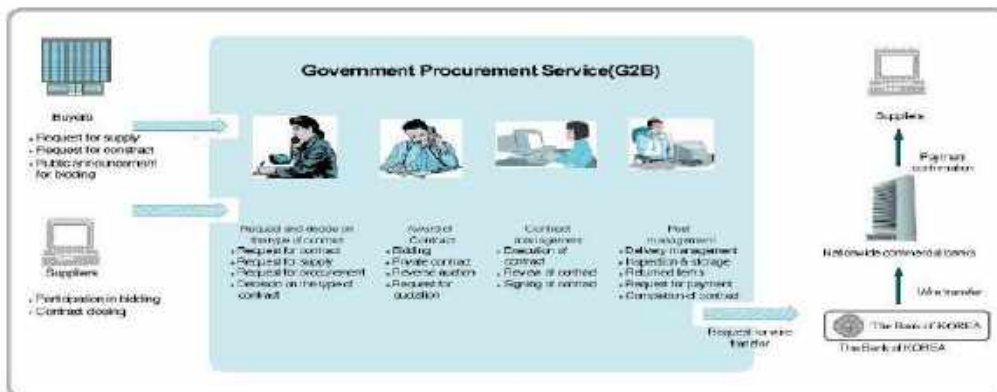 Government Procurement Service(G2B)
Buyers
• Request for supply
• Request for contract
• Public announcement
for bidding
Suppliers
• Participation in bidding
• Contract closing
Request and decide on
the type of contract
• Request for contract
• Request for supply
• Request for procurement
• Decision on the type of
contract
Award of
Contract
• Bidding
• Private contract
• Reverse auction
• Request for
quotation
Contract
management
• Execution of
contract
• Review of contract
• Signing of contract
Post
management
• Delivery management
• Inspection & storage
• Returned items
• Request for payment
• Completion of contract
Request for wire
transfer
Suppliers
Payment
confirmation
Nationwide commercial banks
Wire transfer
The Bank of KOREA
The Bank of KOREA